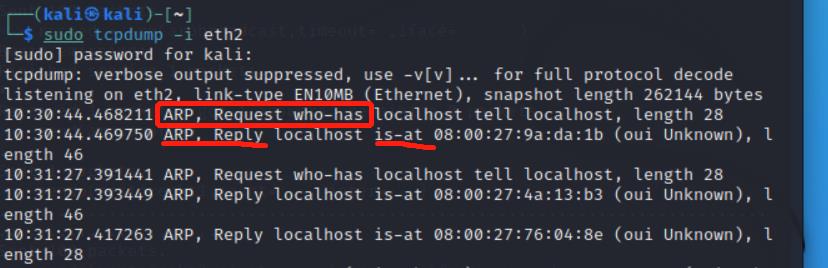 ┌──(kali㉿kali)-[~]
└─$ sudo tcpdump -i eth2
[sudo] password for kali:
tcpdump: verbose output suppressed, use -v[v]... for full protocol decode
listening on eth2, link-type EN10MB (Ethernet), snapshot length 262144 bytes
10:30:44.468211 ARP, Request who-has localhost tell localhost, length 28
10:30:44.469750 ARP, Reply localhost is-at 08:00:27:9a:da:1b (oui Unknown), l
ength 46
10:31:27.391441 ARP, Request who-has localhost tell localhost, length 28
10:31:27.393449 ARP, Reply localhost is-at 08:00:27:4a:13:b3 (oui Unknown), l
ength 46
10:31:27.417263 ARP, Reply localhost is-at 08:00:27:76:04:8e (oui Unknown), l
ength 28